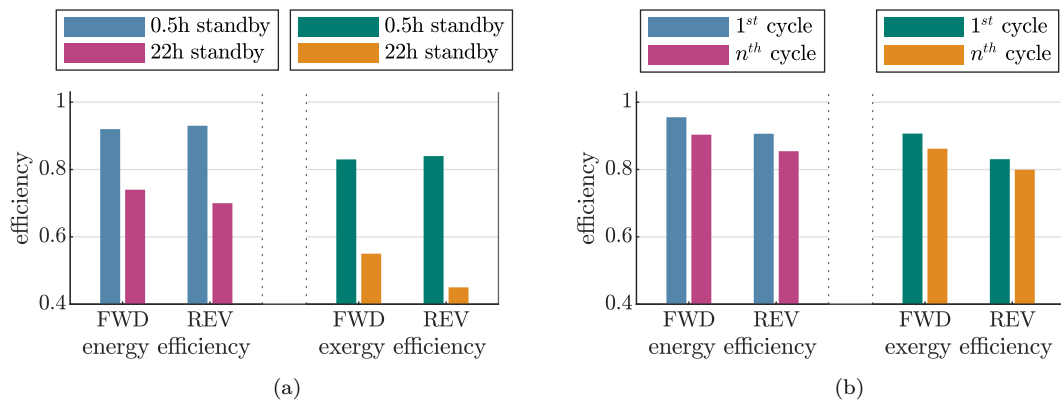 0.5h standby
22h standby
0.5h standby
22h standby
efficiency
1
0.8
0.6
0.4
FWD REV
energy efficiency
FWD REV
exergy efficiency
(a)
1st cycle
nth cycle
1st cycle
nth cycle
efficiency
1
0.8
0.6
0.4
FWD REV
energy efficiency
FWD REV
exergy efficiency
(b)